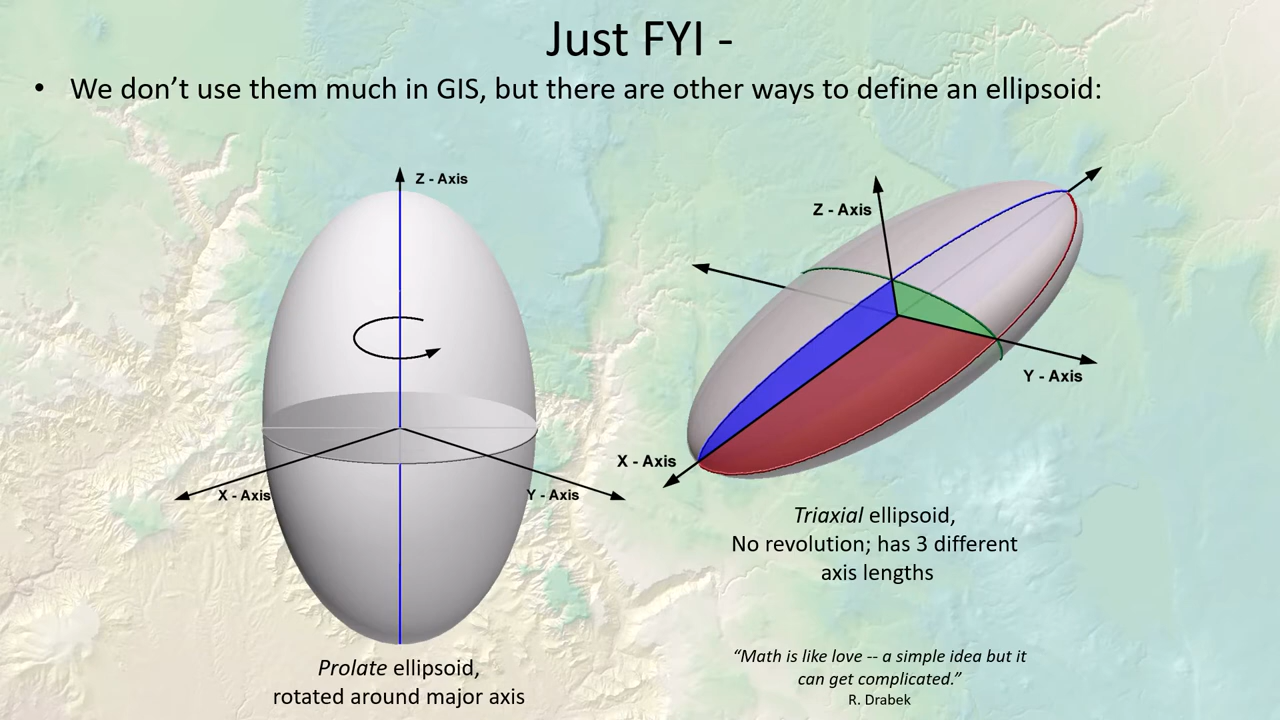 Just FYI -
• We don’t use them much in GIS, but there are other ways to define an ellipsoid:
Z - Axis
X - Axis
Y - Axis
Prolate ellipsoid,
rotated around major axis
Z - Axis
Y - Axis
X - Axis
Triaxial ellipsoid,
No revolution; has 3 different
axis lengths
“Math is like love -- a simple idea but it
can get complicated.”
R. Drabek